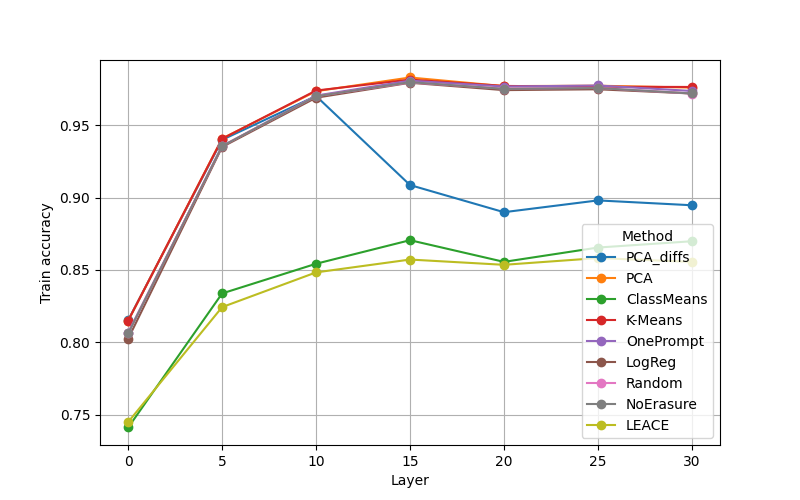 0.95
0.90
0.85
0.80
0.75
Train accuracy
0 5 10 15 20 25 30
Layer
Method
PCA_diffs
PCA
ClassMeans
K-Means
OnePrompt
LogReg
Random
NoErasure
LEACE